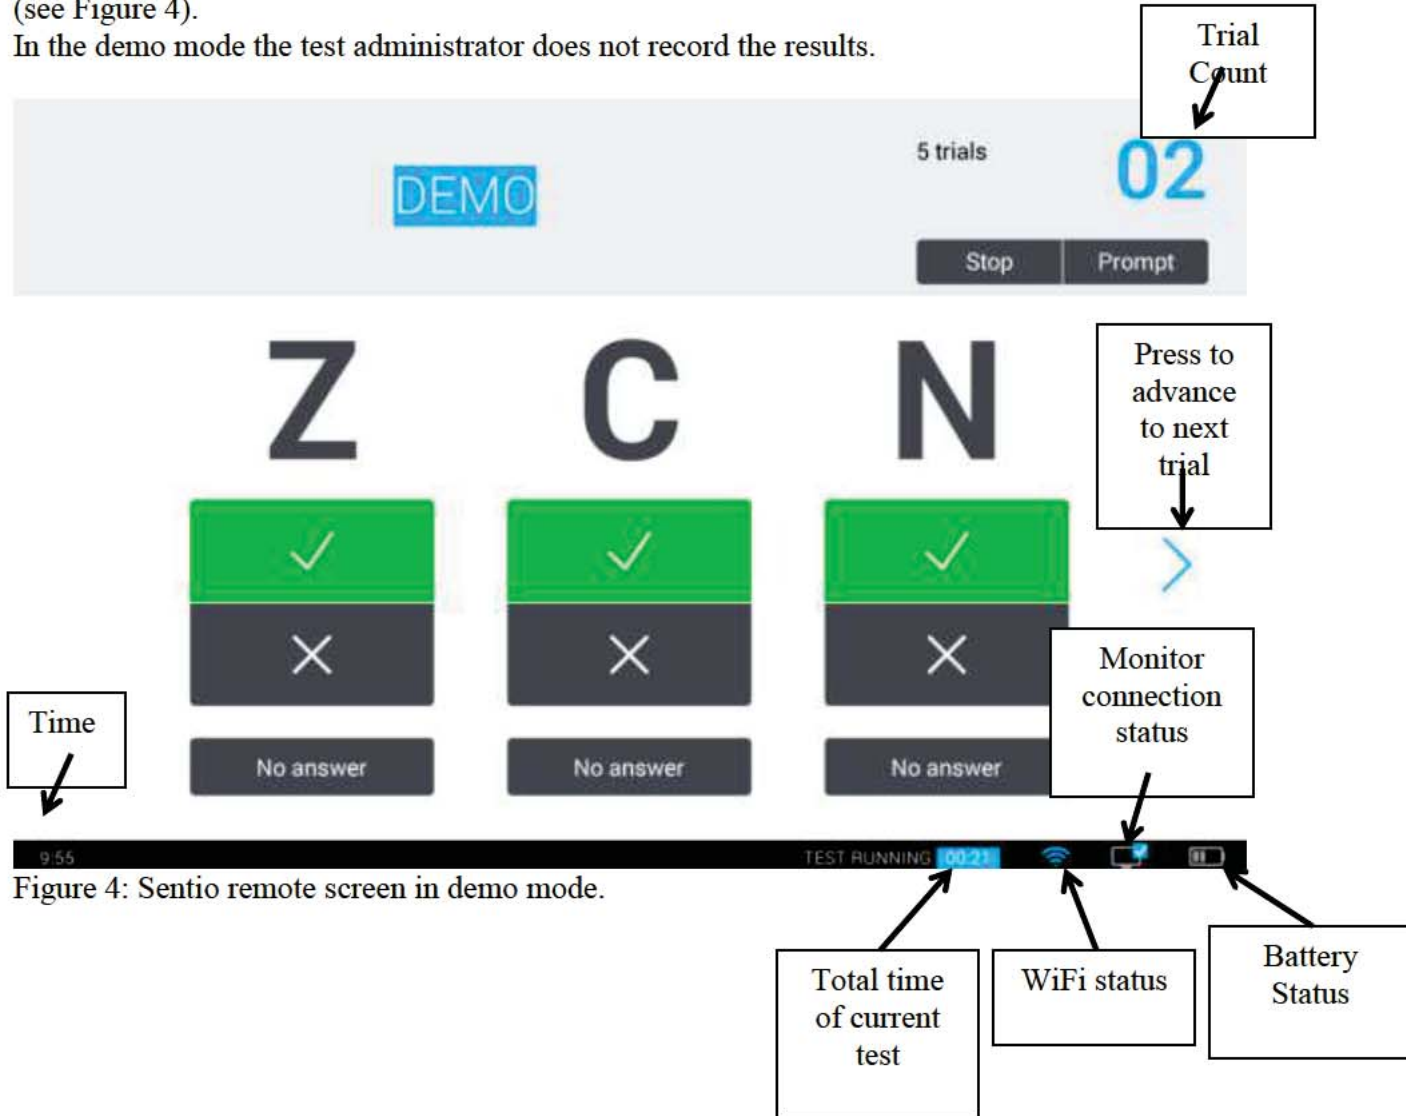 (see Figure 4).
In the demo mode the test administrator does not record the results.
Trial
Count
5 trials
02
DEMO
Stop
Prompt
Z
C
N
Press to
advance
to next
trial
Monitor
connection
status
Time
No answer
No answer
No answer
9:55
TEST RUNNING 00:21
Figure 4: Sentio remote screen in demo mode.
Total time
of current
test
WiFi status
Battery
Status